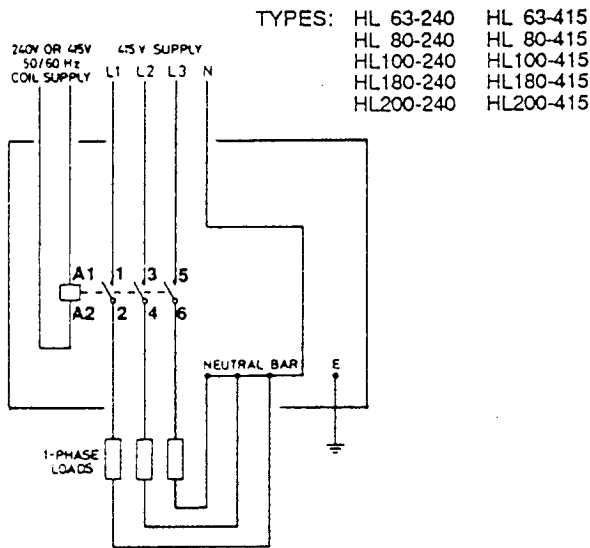 TYPES: HL 63-240 HL 63-415
HL 80-240 HL 80-415
HL100-240 HL100-415
HL180-240 HL180-415
HL200-240 HL200-415
240V OR 415V
50/60 Hz
COIL SUPPLY
415V SUPPLY
L1 L2 L3 N
A1 1 3 5
A2 2 4 6
NEUTRAL BAR E
1-PHASE
LOADS